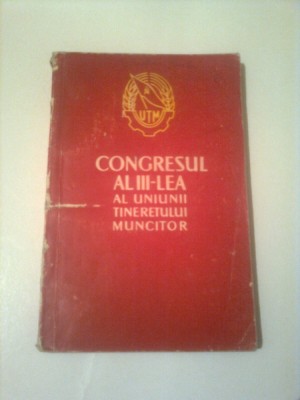 UTM
CONGRESUL
AL III-LEA
AL UNIUNII
TINERETULUI
MUNCITOR